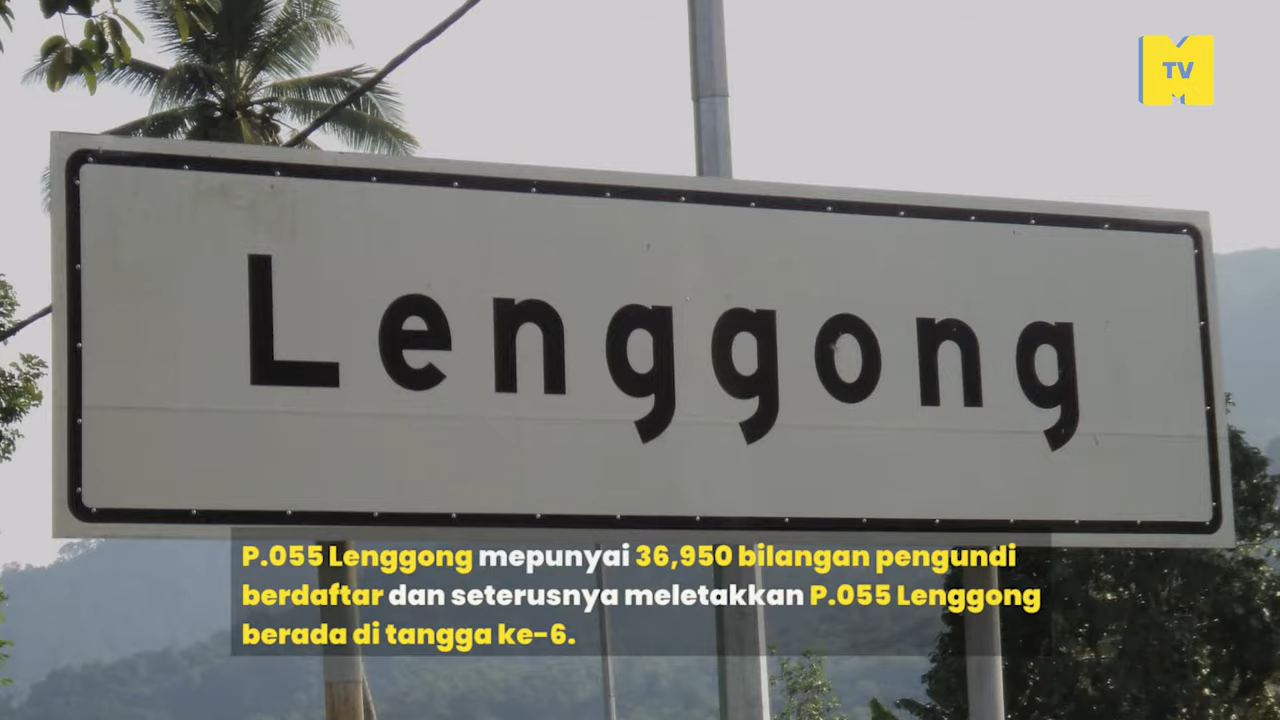 TV
Lenggong
P.055 Lenggong mepunyai 36,950 bilangan pengundi
berdaftar dan seterusnya meletakkan P.055 Lenggong
berada di tangga ke-6.